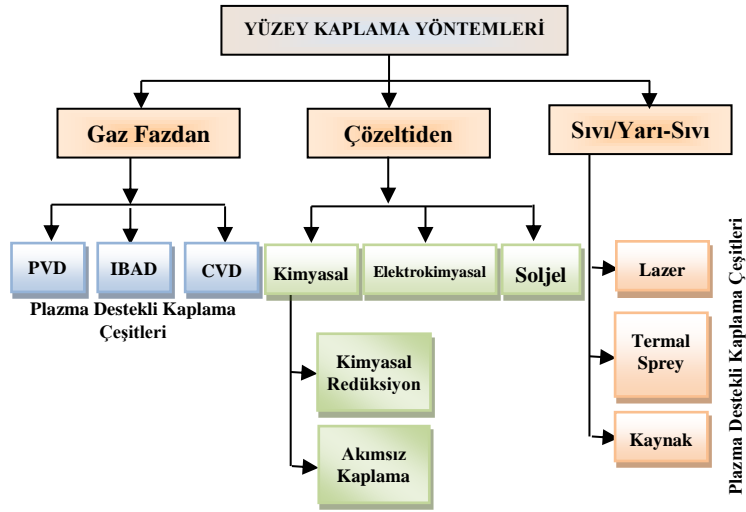 YÜZEY KAPLAMA YÖNTEMLERİ
Gaz Fazdan
Çözeltiden
Sıvı/Yarı-Sıvı
PVD
IBAD
CVD
Plazma Destekli Kaplama
Çeşitleri
Kimyasal
Elektrokimyasal
Soljel
Kimyasal
Redüksiyon
Akımsız
Kaplama
Lazer
Termal
Sprey
Kaynak
Plazma Destekli Kaplama Çeşitleri